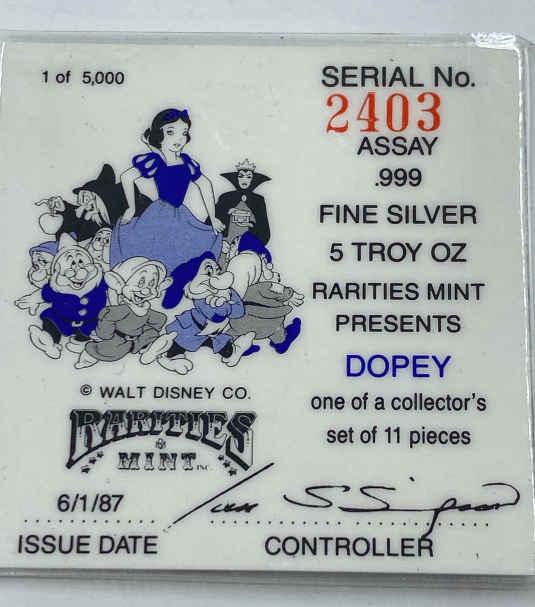 1 of 5,000
SERIAL No.
2403
ASSAY
.999
FINE SILVER
5 TROY OZ
RARITIES MINT
PRESENTS
DOPEY
one of a collector's
set of 11 pieces
© WALT DISNEY CO.
RARITIES
MINT INC.
6/1/87
ISSUE DATE
CONTROLLER